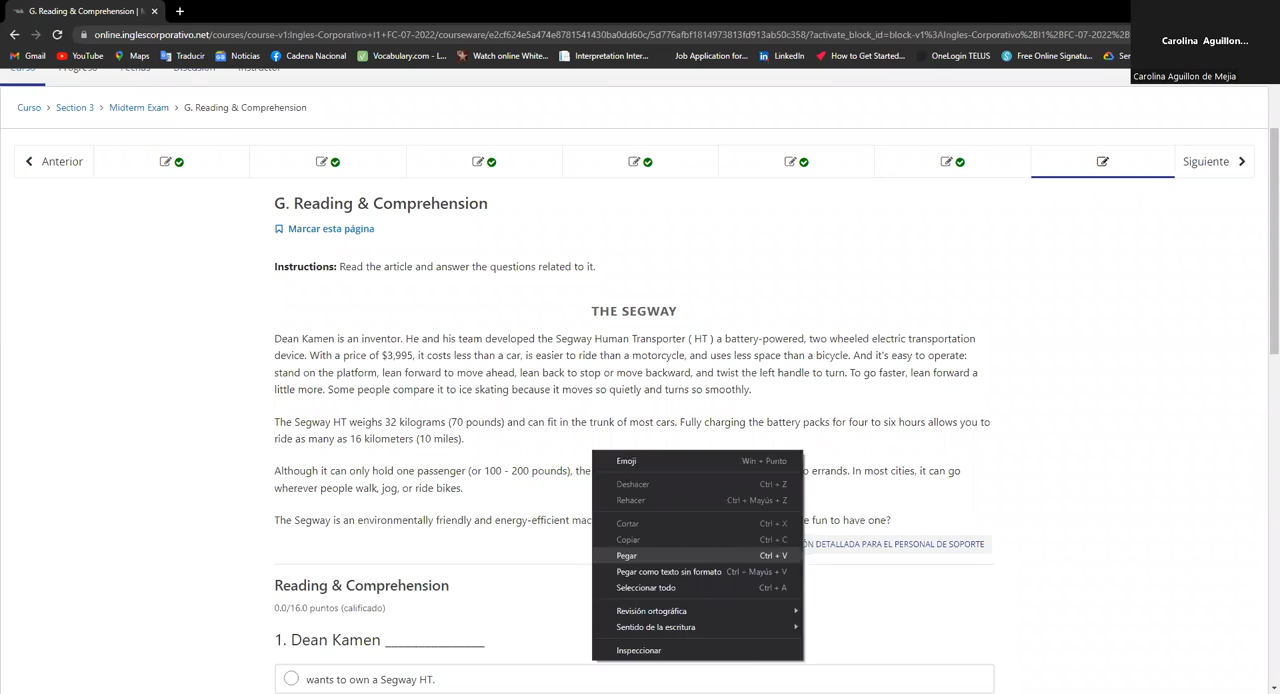 G. Reading & Comprehension |
online.inglescorporativo.net/courses/course-v1:Ingles-Corporativo+I1+FC-07-2022/courseware/e2cf624e5a474e8781541430ba0dd60c/5d776afbf1814973813fd913ab50c358/?activate_block_id=block-v1%3AIngles-Corporativo%2BI1%2BFC-07-2022%2B
Carolina Aguillon...
Gmail YouTube Maps Traducir Noticias Cadena Nacional Vocabulary.com - L... Watch online White... Interpretation Inter... Job Application for... LinkedIn How to Get Started... OneLogin TELUS Free Online Signatu... Ser
Carolina Aguillon de Mejia
Curso Progreso Fechas Discusión Instructor
Curso > Section 3 > Midterm Exam > G. Reading & Comprehension
Anterior
Siguiente
G. Reading & Comprehension
Marcar esta página
Instructions: Read the article and answer the questions related to it.
THE SEGWAY
Dean Kamen is an inventor. He and his team developed the Segway Human Transporter ( HT ) a battery-powered, two wheeled electric transportation
device. With a price of $3,995, it costs less than a car, is easier to ride than a motorcycle, and uses less space than a bicycle. And it's easy to operate:
stand on the platform, lean forward to move ahead, lean back to stop or move backward, and twist the left handle to turn. To go faster, lean forward a
little more. Some people compare it to ice skating because it moves so quietly and turns so smoothly.
The Segway HT weighs 32 kilograms (70 pounds) and can fit in the trunk of most cars. Fully charging the battery packs for four to six hours allows you to
ride as many as 16 kilometers (10 miles).
Although it can only hold one passenger (or 100 - 200 pounds), the
o errands. In most cities, it can go
wherever people walk, jog, or ride bikes.
The Segway is an environmentally friendly and energy-efficient mac
e fun to have one?
ÓN DETALLADA PARA EL PERSONAL DE SOPORTE
Emoji Win + Punto
Deshacer Ctrl + Z
Rehacer Ctrl + Mayús + Z
Cortar Ctrl + X
Copiar Ctrl + C
Pegar Ctrl + V
Pegar como texto sin formato Ctrl + Mayús + V
Seleccionar todo Ctrl + A
Revisión ortográfica
Sentido de la escritura
Inspeccionar
Reading & Comprehension
0.0/16.0 puntos (calificado)
1. Dean Kamen _______________
wants to own a Segway HT.